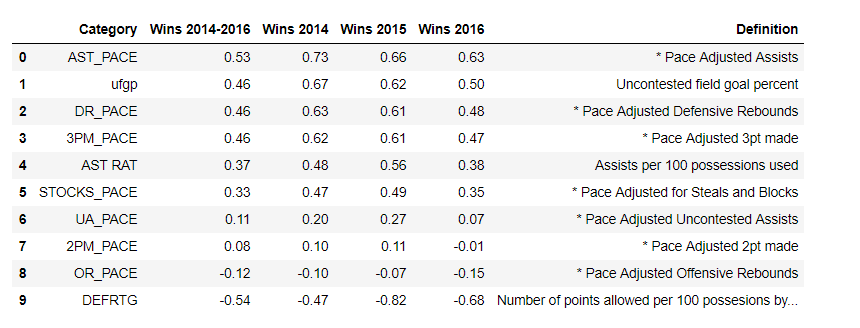 Category Wins 2014-2016 Wins 2014 Wins 2015 Wins 2016 Definition
0 AST_PACE 0.53 0.73 0.66 0.63 * Pace Adjusted Assists
1 ufgp 0.46 0.67 0.62 0.50 Uncontested field goal percent
2 DR_PACE 0.46 0.63 0.61 0.48 * Pace Adjusted Defensive Rebounds
3 3PM_PACE 0.46 0.62 0.61 0.47 * Pace Adjusted 3pt made
4 AST RAT 0.37 0.48 0.56 0.38 Assists per 100 possessions used
5 STOCKS_PACE 0.33 0.47 0.49 0.35 * Pace Adjusted for Steals and Blocks
6 UA_PACE 0.11 0.20 0.27 0.07 * Pace Adjusted Uncontested Assists
7 2PM_PACE 0.08 0.10 0.11 -0.01 * Pace Adjusted 2pt made
8 OR_PACE -0.12 -0.10 -0.07 -0.15 * Pace Adjusted Offensive Rebounds
9 DEFRTG -0.54 -0.47 -0.82 -0.68 Number of points allowed per 100 possesions by...